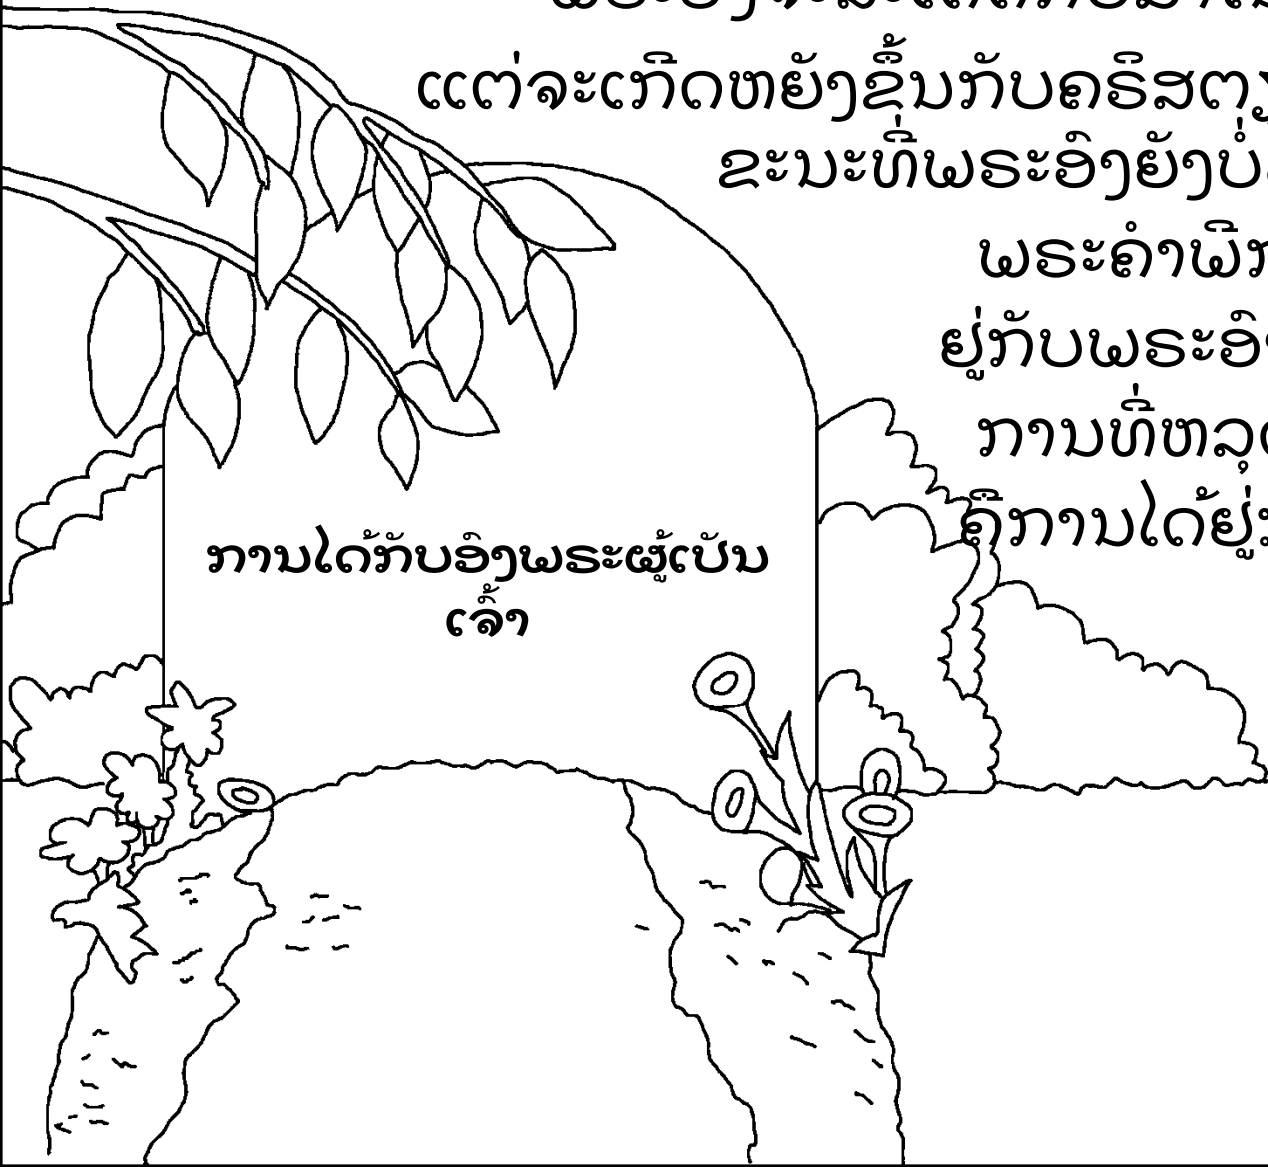 ແຕ່ຈະເກີດຫຍັງຂຶ້ນກັບຄຣິສຕຽ
ຂະນະທີ່ພຣະອົງຍັງບໍ່
ພຣະຄຳພີກ
ຢູ່ກັບພຣະອົງ
ການທີ່ຫລຸດ
ຄືການໄດ້ຢູ່
ການໄດ້ກັບອົງພຣະຜູ້ເປັນ
ເຈົ້າ